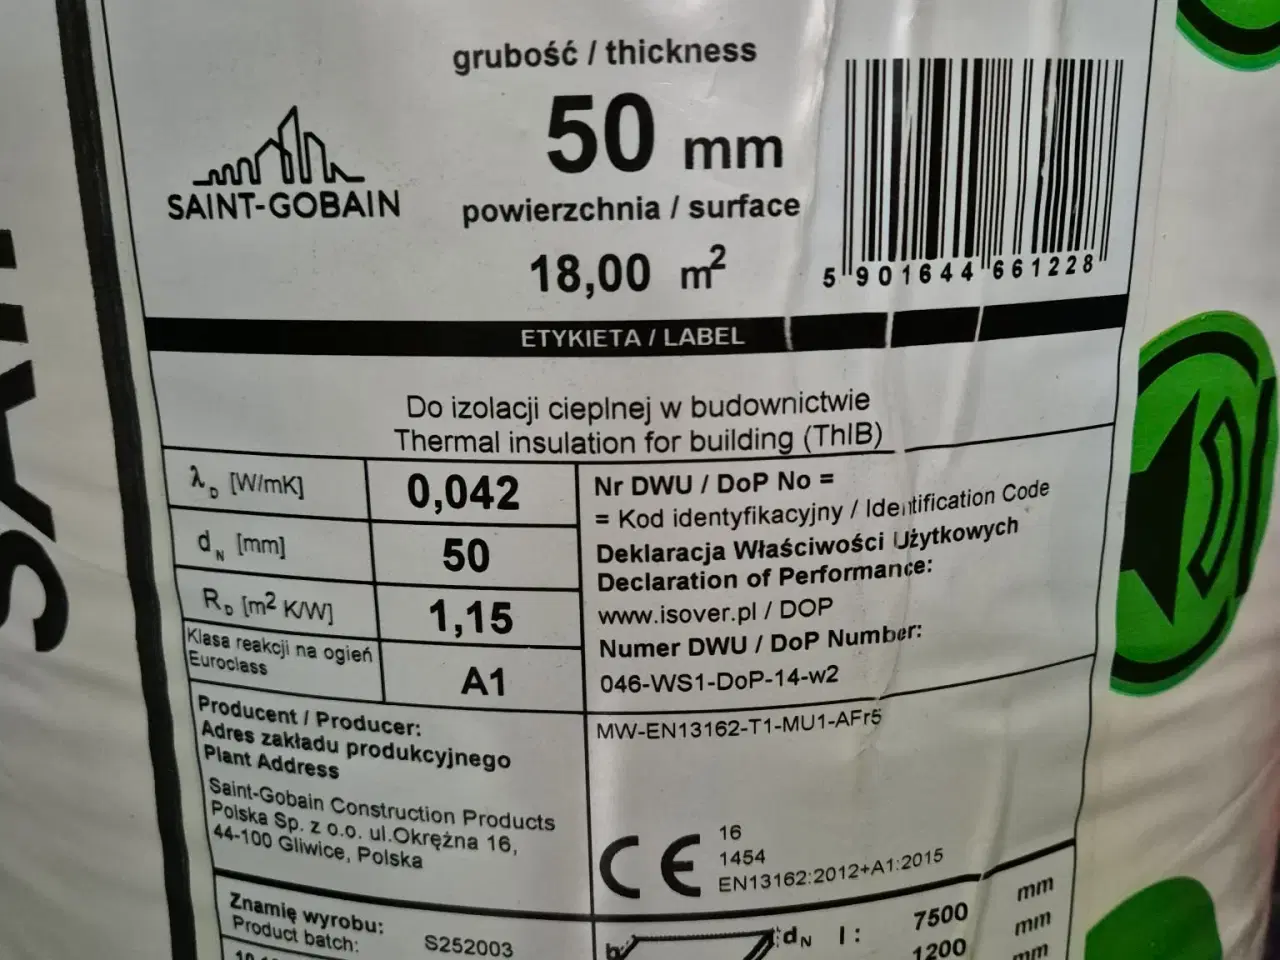 grubość / thickness
50 mm
SAINT-GOBAIN
powierzchnia / surface
18,00 m²
5 901644 661228
ETYKIETA / LABEL
Do izolacji cieplnej w budownictwie
Thermal insulation for building (ThIB)
λD [W/mK] 0,042
dN [mm] 50
RD [m² K/W] 1,15
Klasa reakcji na ogień
Euroclass
A1
Nr DWU / DoP No =
= Kod identyfikacyjny / Identification Code
Deklaracja Właściwości Użytkowych
Declaration of Performance:
www.isover.pl / DOP
Numer DWU / DoP Number:
046-WS1-DoP-14-w2
MW-EN13162-T1-MU1-AFr5
Producent / Producer:
Adres zakładu produkcyjnego
Plant Address
Saint-Gobain Construction Products
Polska Sp. z o.o. ul.Okrężna 16,
44-100 Gliwice, Polska
CE
16
1454
EN13162:2012+A1:2015
Znamię wyrobu:
Product batch:
S252003
b
dN
l: 7500 mm
1200 mm
mm